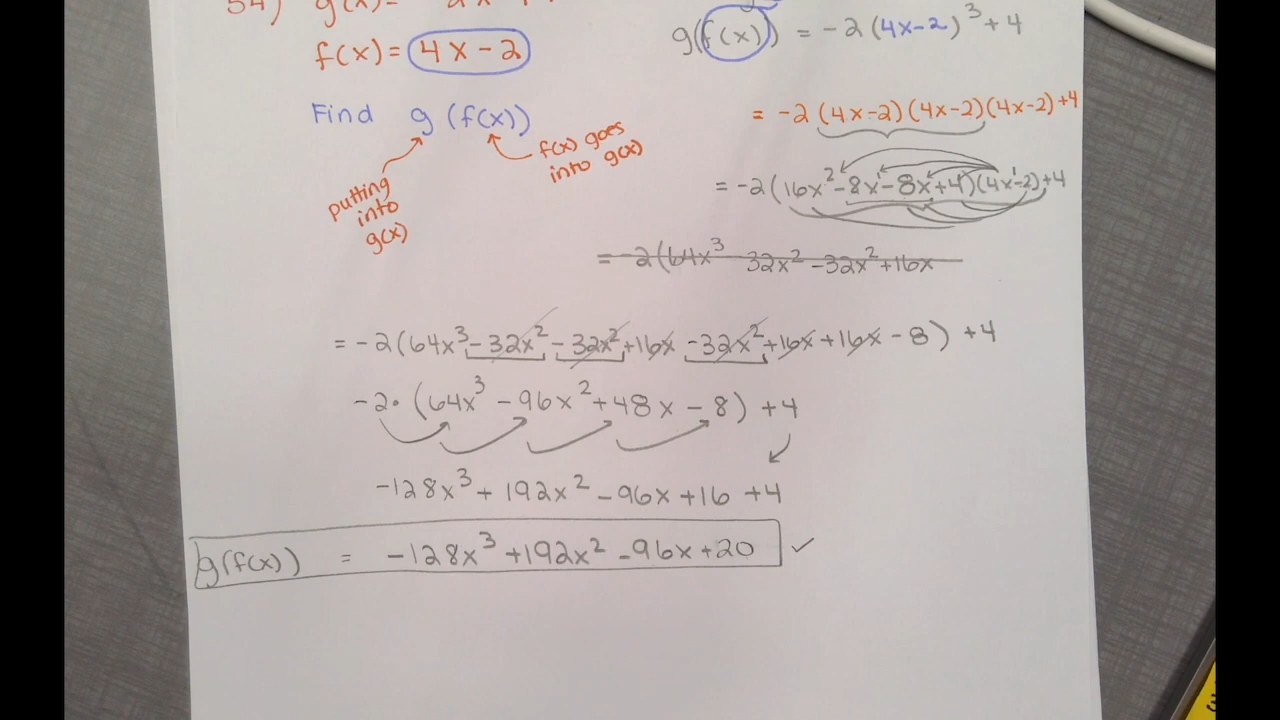 54) g(x) =
f(x) = 4x - 2
Find g (f(x))
putting
into
g(x)
f(x) goes
into g(x)
g(f(x)) = -2 (4x-2)³ + 4
= -2 (4x-2)(4x-2)(4x-2)+4
= -2(16x² - 8x - 8x + 4)(4x-2)+4
= -2(64x³ 32x² - 32x² + 16x
= -2(64x³ - 32x² - 32x² + 16x - 32x² + 16x + 16x - 8) + 4
-2· (64x³ - 96x² + 48x - 8) + 4
-128x³ + 192x² - 96x + 16 + 4
g(f(x)) = -128x³ + 192x² - 96x + 20 ✓